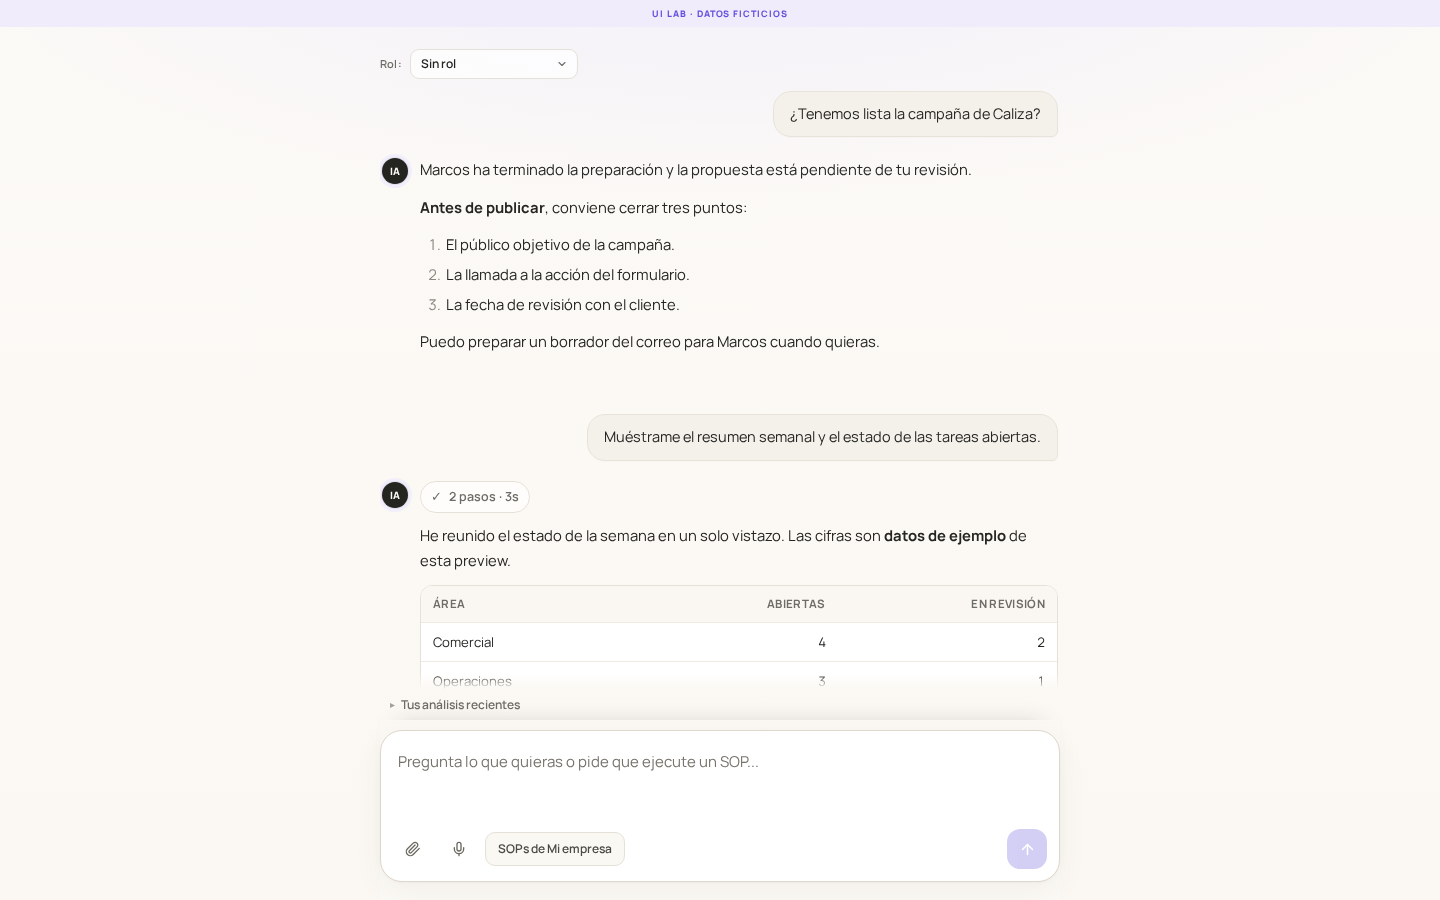 UI LAB · DATOS FICTICIOS
Rol:
Sin rol
¿Tenemos lista la campaña de Caliza?
IA
Marcos ha terminado la preparación y la propuesta está pendiente de tu revisión.
Antes de publicar, conviene cerrar tres puntos:
1. El público objetivo de la campaña.
2. La llamada a la acción del formulario.
3. La fecha de revisión con el cliente.
Puedo preparar un borrador del correo para Marcos cuando quieras.
Muéstrame el resumen semanal y el estado de las tareas abiertas.
IA
✓ 2 pasos · 3s
He reunido el estado de la semana en un solo vistazo. Las cifras son datos de ejemplo de
esta preview.
ÁREA ABIERTAS EN REVISIÓN
Comercial 4 2
Operaciones 3 1
▸ Tus análisis recientes
Pregunta lo que quieras o pide que ejecute un SOP...
SOPs de Mi empresa